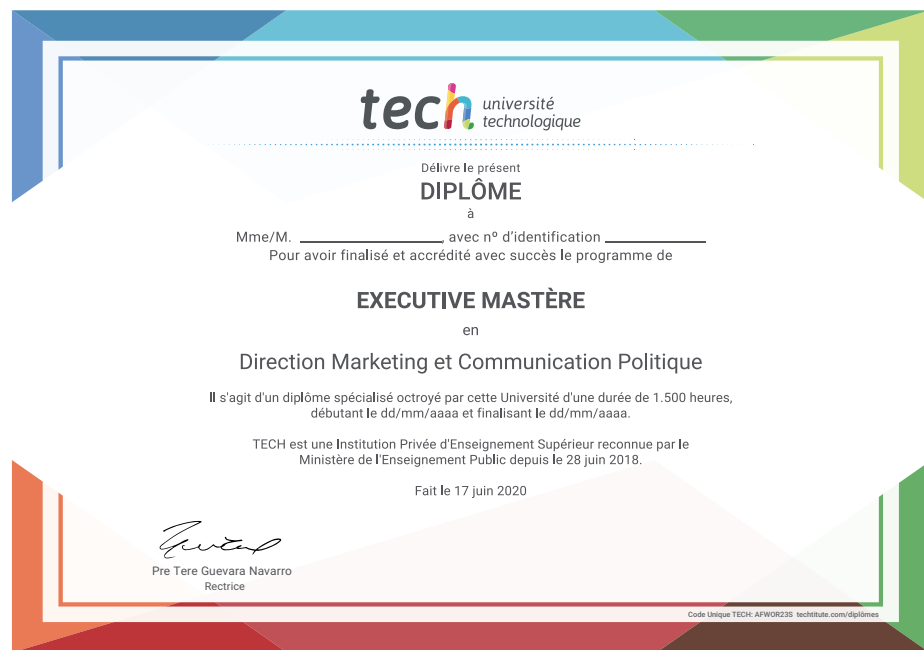 tech université
technologique
Délivre le présent
DIPLÔME
à
Mme/M. ____________________, avec nº d'identification ______________
Pour avoir finalisé et accrédité avec succès le programme de
EXECUTIVE MASTÈRE
en
Direction Marketing et Communication Politique
Il s'agit d'un diplôme spécialisé octroyé par cette Université d'une durée de 1.500 heures,
débutant le dd/mm/aaaa et finalisant le dd/mm/aaaa.
TECH est une Institution Privée d'Enseignement Supérieur reconnue par le
Ministère de l'Enseignement Public depuis le 28 juin 2018.
Fait le 17 juin 2020
Pre Tere Guevara Navarro
Rectrice
Code Unique TECH: AFWOR23S techtitute.com/diplômes